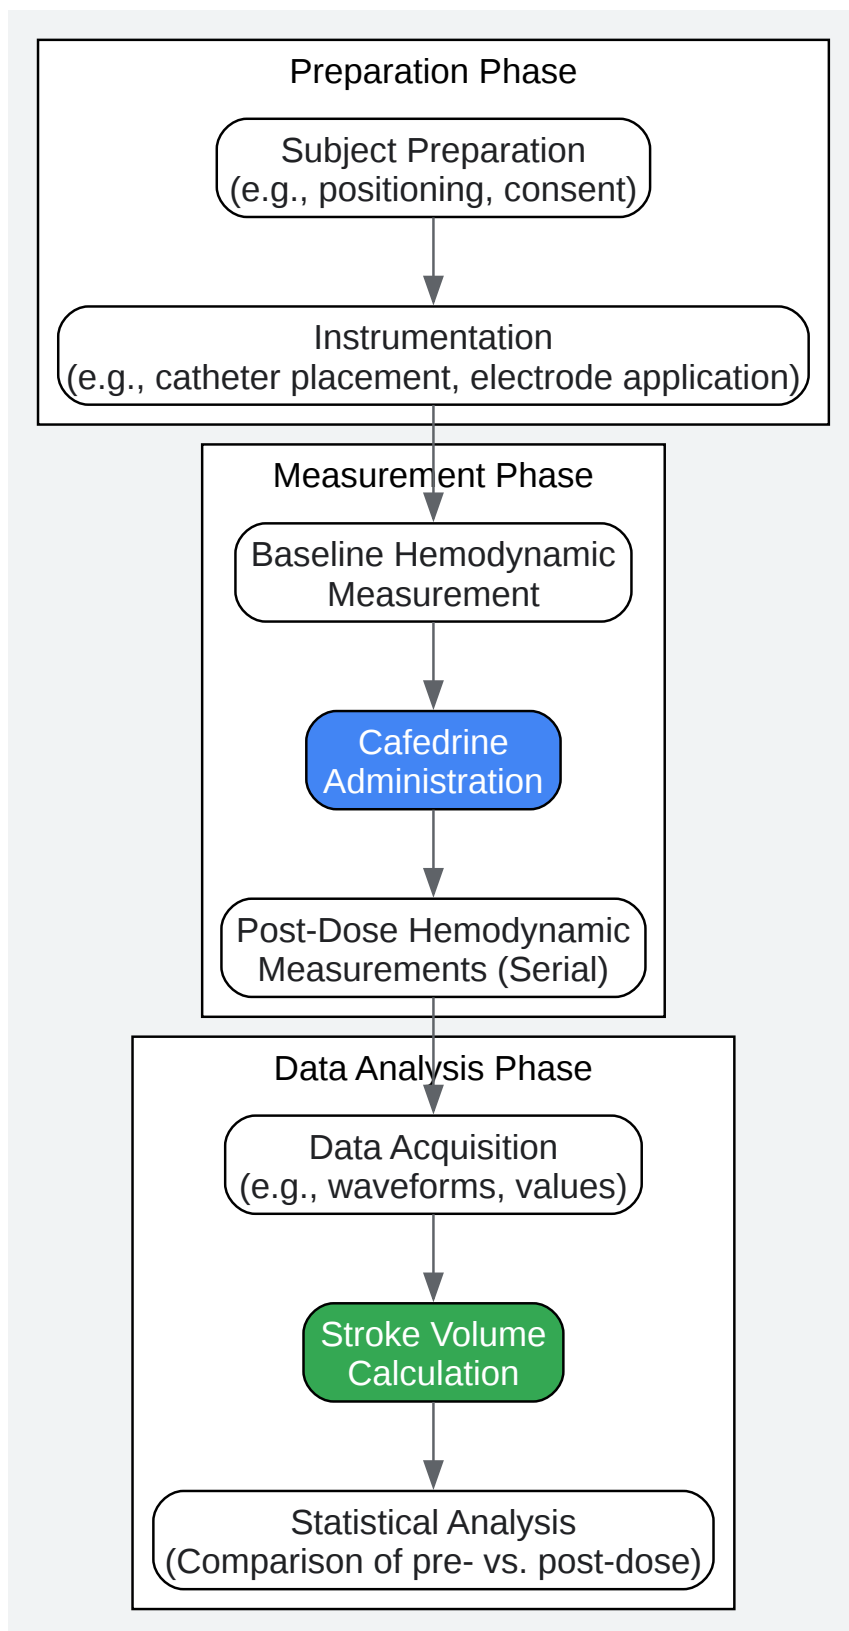 Preparation Phase
Subject Preparation
(e.g., positioning, consent)
Instrumentation
(e.g., catheter placement, electrode application)
Measurement Phase
Baseline Hemodynamic
Measurement
Cafedrine
Administration
Post-Dose Hemodynamic
Measurements (Serial)
Data Analysis Phase
Data Acquisition
(e.g., waveforms, values)
Stroke Volume
Calculation
Statistical Analysis
(Comparison of pre- vs. post-dose)